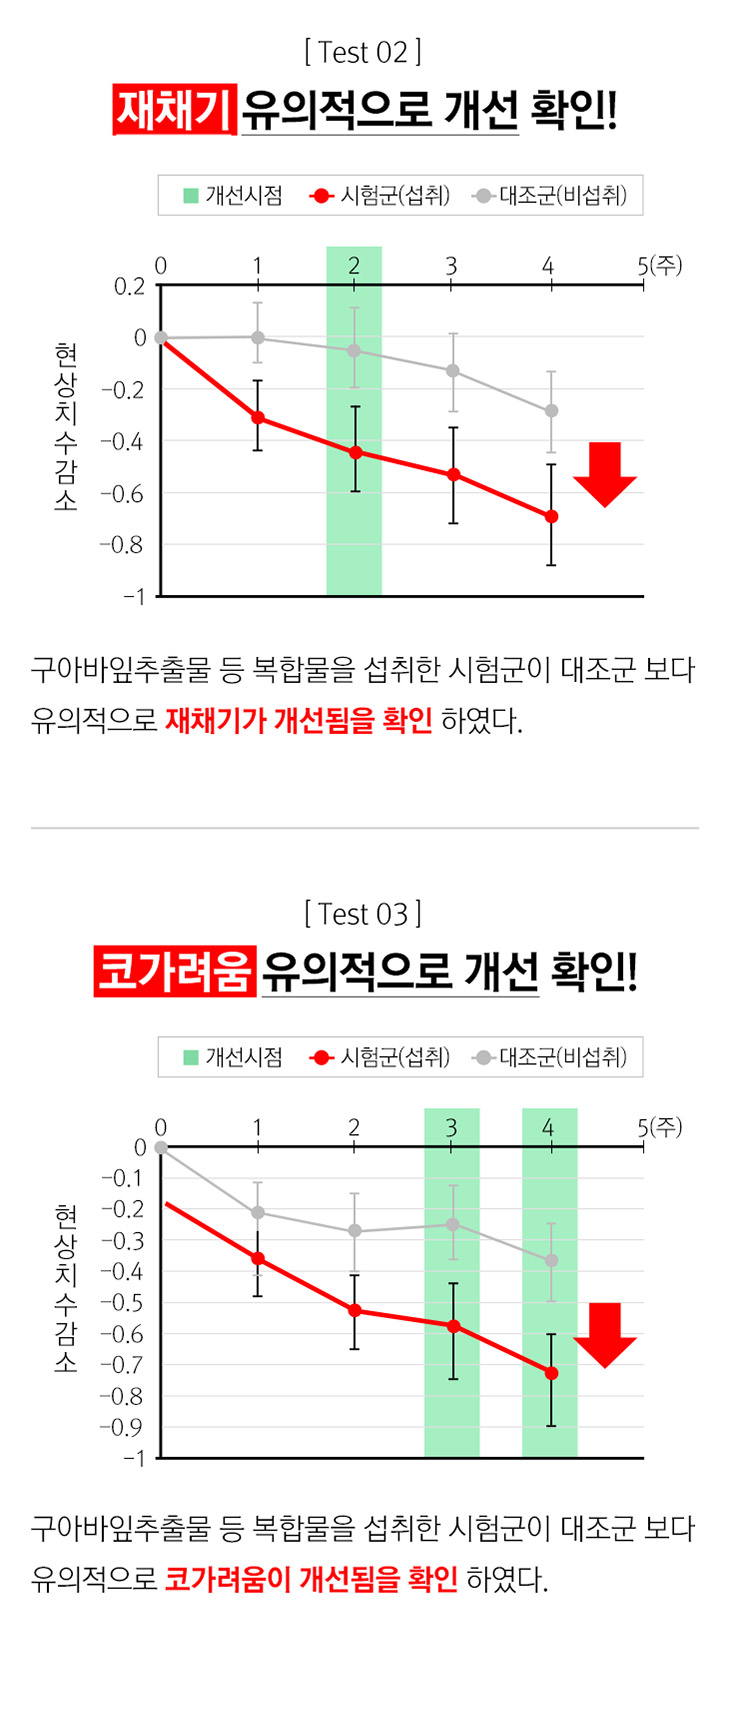 [ Test 02 ]
재채기 유의적으로 개선 확인!
개선시점 시험군(섭취) 대조군(비섭취)
0 1 2 3 4 5(주)
0.2
0
-0.2
-0.4
-0.6
-0.8
-1
현상치수감소
구아바잎추출물 등 복합물을 섭취한 시험군이 대조군 보다
유의적으로 재채기가 개선됨을 확인 하였다.
[ Test 03 ]
코가려움 유의적으로 개선 확인!
개선시점 시험군(섭취) 대조군(비섭취)
0 1 2 3 4 5(주)
0
-0.1
-0.2
-0.3
-0.4
-0.5
-0.6
-0.7
-0.8
-0.9
-1
현상치수감소
구아바잎추출물 등 복합물을 섭취한 시험군이 대조군 보다
유의적으로 코가려움이 개선됨을 확인 하였다.